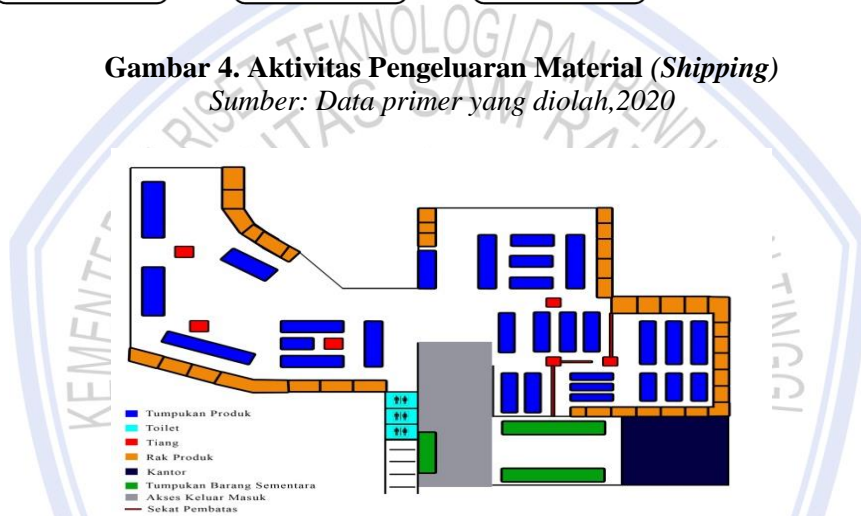 Gambar 4. Aktivitas Pengeluaran Material (Shipping)
Sumber: Data primer yang diolah,2020
Tumpukan Produk
Toilet
Tiang
Rak Produk
Kantor
Tumpukan Barang Sementara
Akses Keluar Masuk
Sekat Pembatas